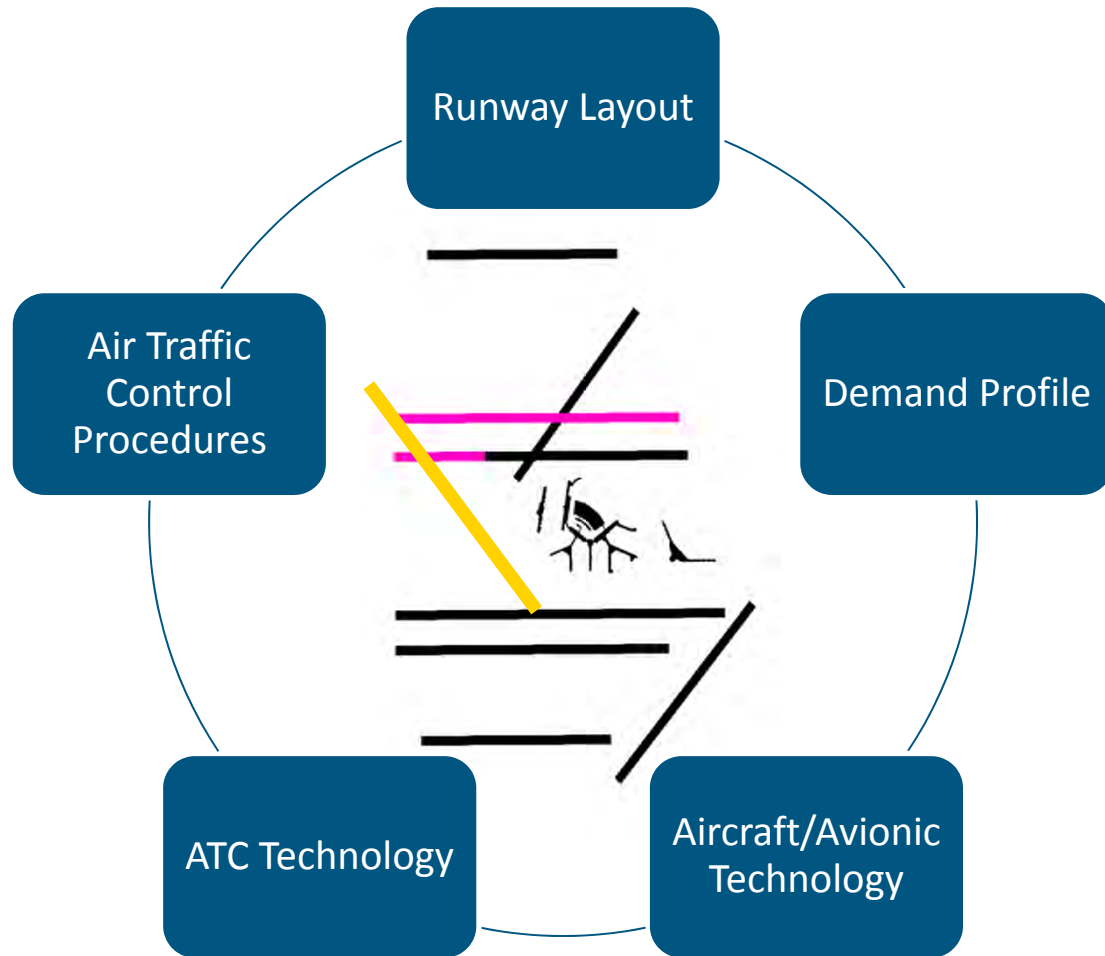 Runway Layout
Air Traffic
Control
Procedures
Demand Profile
ATC Technology
Aircraft/Avionic
Technology